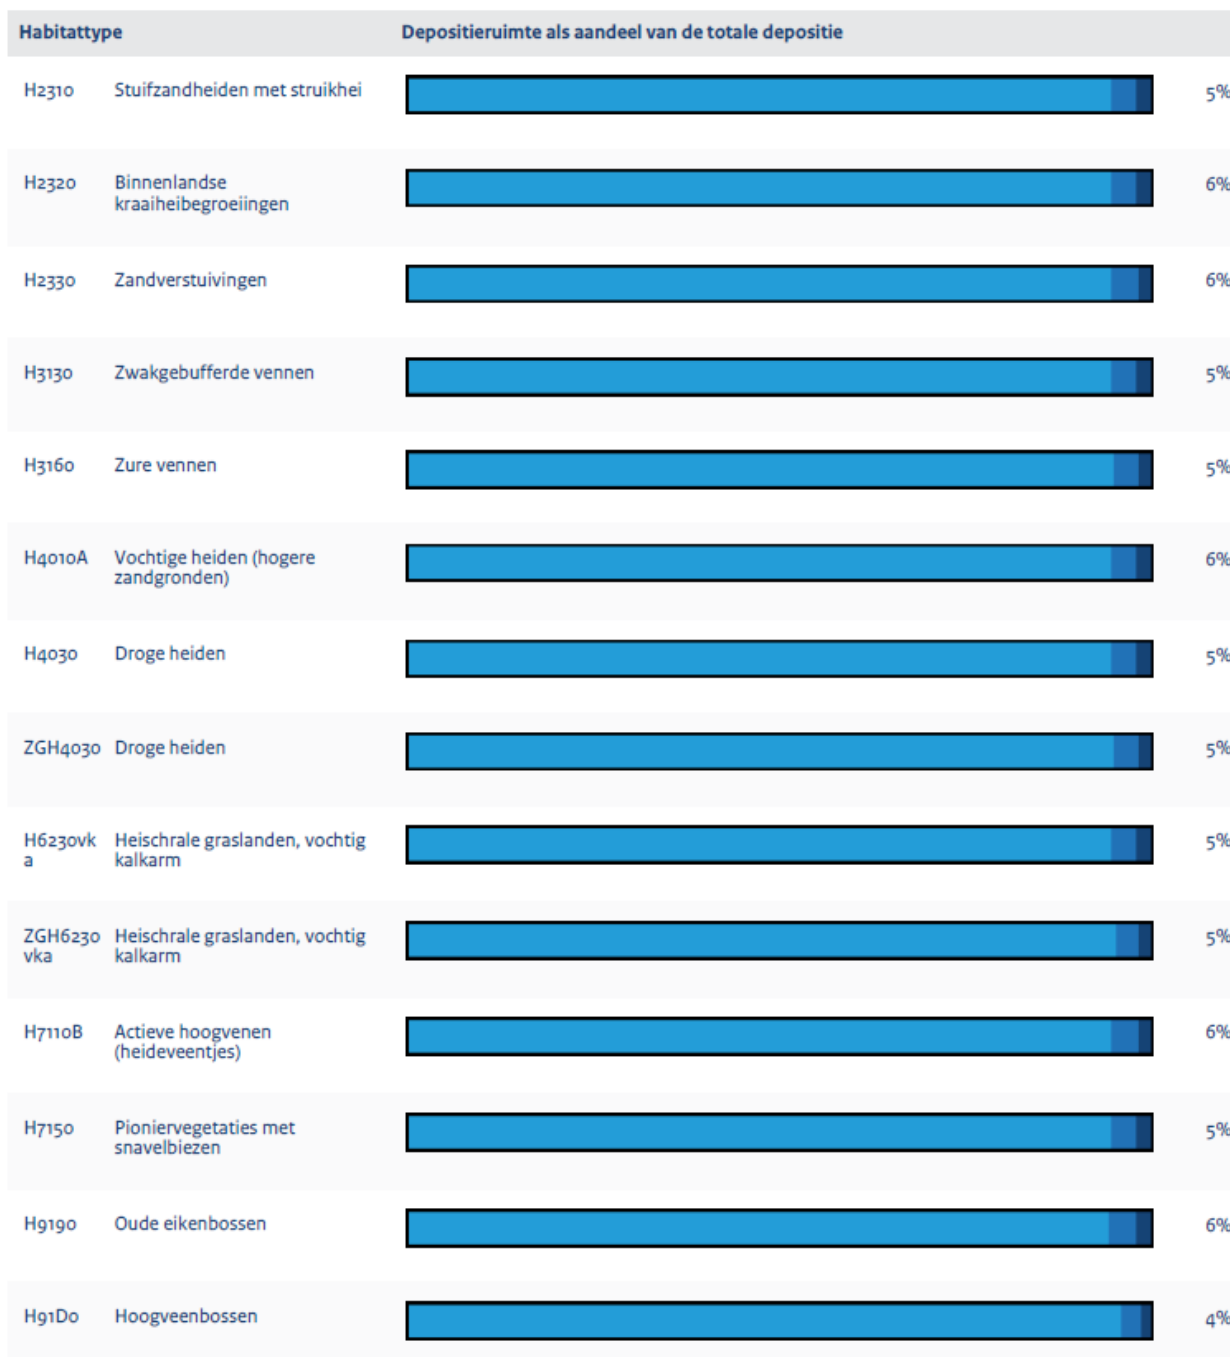 Habitattype Depositieruimte als aandeel van de totale depositie
H2310 Stuifzandheiden met struikhei 5%
H2320 Binnenlandse 6%
kraaiheibegroeiingen
H2330 Zandverstuivingen 6%
H3130 Zwakgebufferde vennen 5%
H3160 Zure vennen 5%
H4010A Vochtige heiden (hogere 6%
zandgronden)
H4030 Droge heiden 5%
ZGH4030 Droge heiden 5%
H6230vk Heischrale graslanden, vochtig 5%
a kalkarm
ZGH6230 Heischrale graslanden, vochtig 5%
vka kalkarm
H7110B Actieve hoogvenen 6%
(heideveentjes)
H7150 Pioniervegetaties met 5%
snavelbiezen
H9190 Oude eikenbossen 6%
H91D0 Hoogveenbossen 4%